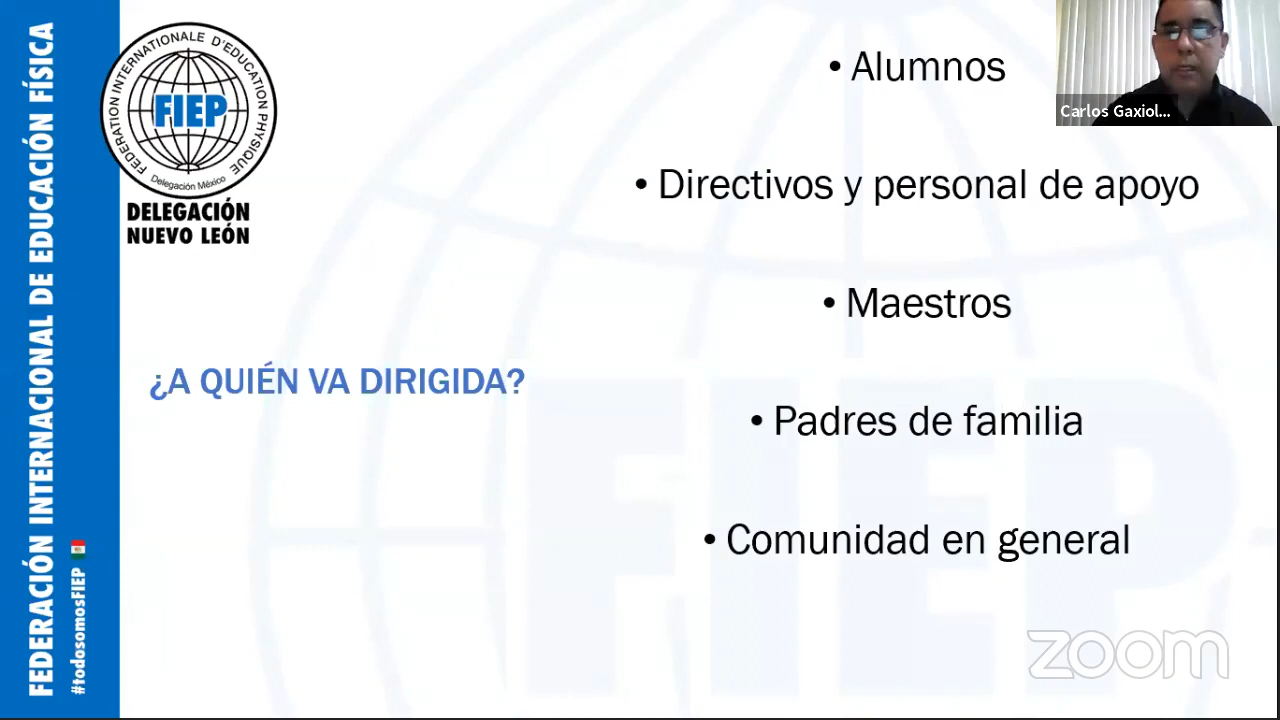 FEDERACIÓN INTERNACIONAL DE EDUCACIÓN FÍSICA
#todosomosFIEP
FEDERATION INTERNATIONALE D'EDUCATION PHYSIQUE
FIEP
Delegación México
DELEGACIÓN
NUEVO LEÓN
¿A QUIÉN VA DIRIGIDA?
• Alumnos
• Directivos y personal de apoyo
• Maestros
• Padres de familia
• Comunidad en general
Carlos Gaxiol...
FIEP
zoom